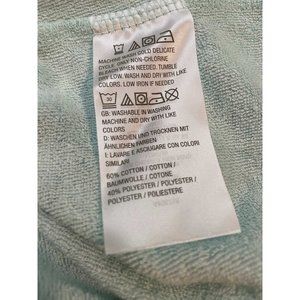 MACHINE WASH COLD DELICATE
CYCLE. ONLY NON-CHLORINE
BLEACH WHEN NEEDED. TUMBLE
DRY LOW. WASH AND DRY WITH LIKE
COLORS. LOW IRON IF NEEDED
30
GB: WASHABLE IN WASHING
MACHINE AND DRY WITH LIKE
COLORS
D: WASCHEN UND TROCKNEN MIT
ÄHNLICHEN FARBEN
I: LAVARE E ASCIUGARE CON COLORI
SIMILARI
60% COTTON / COTTON /
BAUMWOLLE / COTONE
40% POLYESTER / POLYESTER /
POLYESTER / POLIESTERE